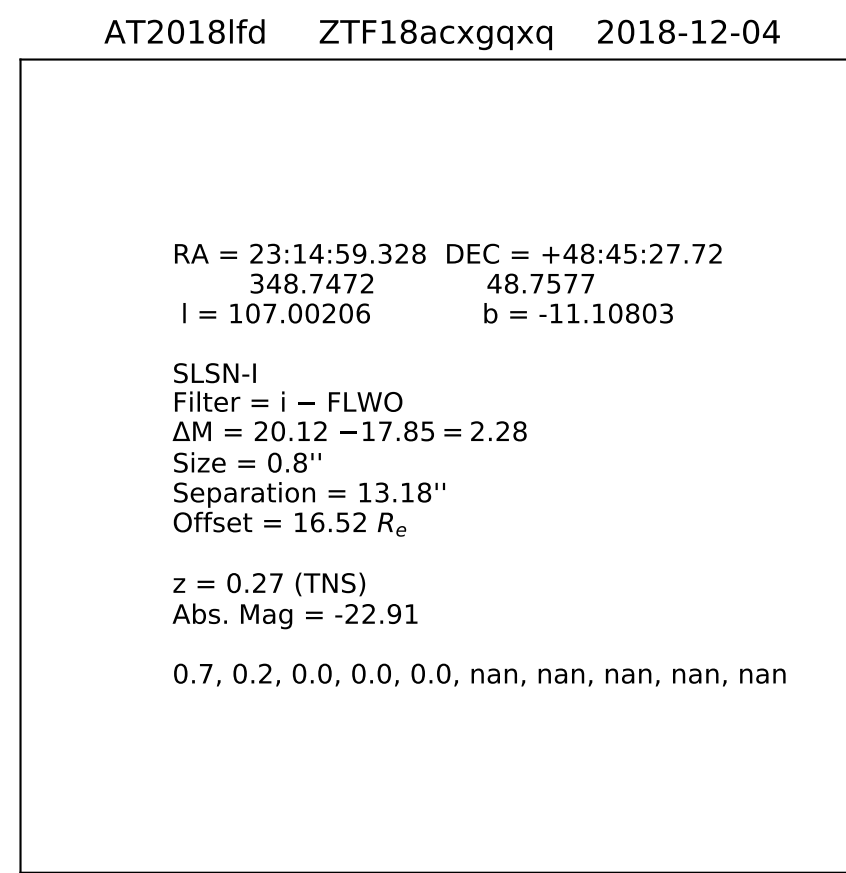 AT2018lfd ZTF18acxgqxq 2018-12-04
RA = 23:14:59.328 DEC = +48:45:27.72
348.7472 48.7577
l = 107.00206 b = -11.10803
SLSN-I
Filter = i − FLWO
ΔM = 20.12 −17.85 = 2.28
Size = 0.8''
Separation = 13.18''
Offset = 16.52 Rₑ
z = 0.27 (TNS)
Abs. Mag = -22.91
0.7, 0.2, 0.0, 0.0, 0.0, nan, nan, nan, nan, nan